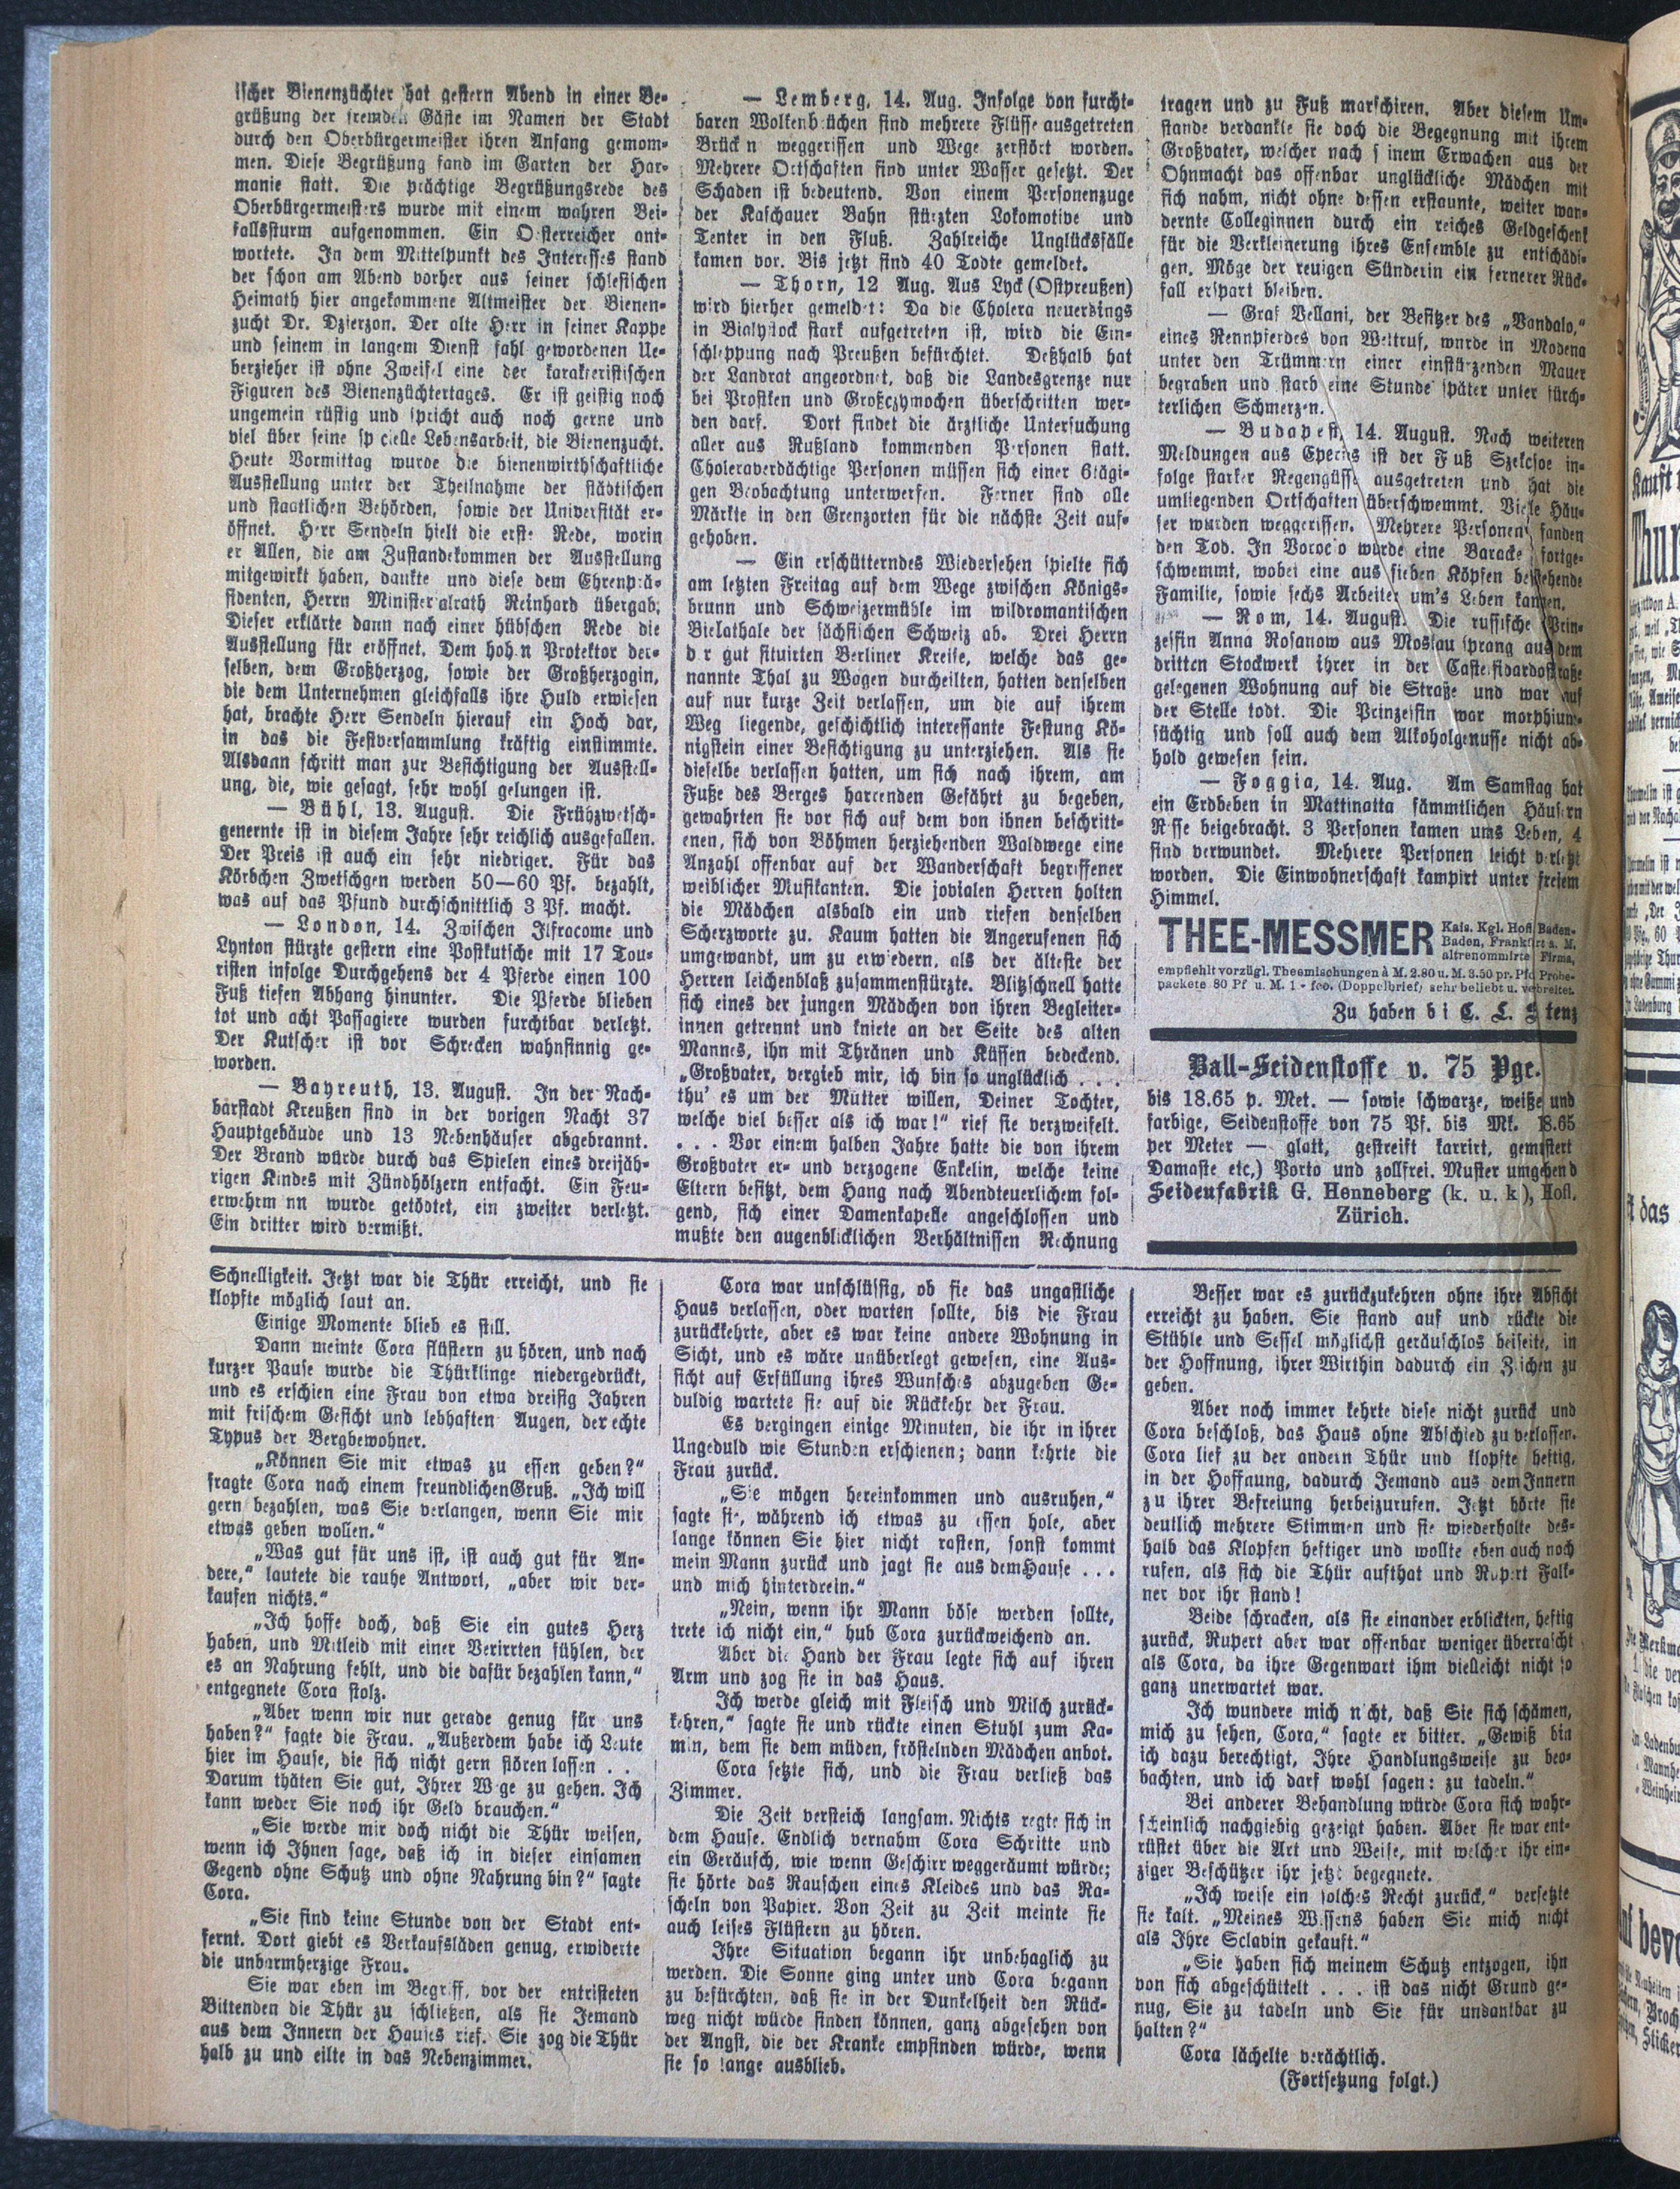 ischer Bienenzüchter hat gestern Abend in einer Be-
grüßung der fremden Gäste im Namen der Stadt
durch den Oberbürgermeister ihren Anfang genom-
men. Diese Begrüßung fand im Garten der Har-
monie statt. Die prächtige Begrüßungsrede des
Oberbürgermeisters wurde mit einem wahren Bei-
fallssturm aufgenommen. Ein O sterreicher ant-
wortete. In dem Mittelpunkt des Interesses stand
der schon am Abend vorher aus seiner schlesischen
Heimath hier angekommene Altmeister der Bienen-
zucht Dr. Dzierzon. Der alte Herr in seiner Kappe
und seinem in langem Dienst fahl gewordenen Ue-
berzieher ist ohne Zweifel eine der karakteristischen
Figuren des Bienenzüchtertages. Er ist geistig noch
ungemein rüstig und spricht auch noch gerne und
viel über seine sp cielle Lebensarbeit, die Bienenzucht.
Heute Vormittag wurde die bienenwirthschaftliche
Ausstellung unter der Theilnahme der städtischen
und staatlichen Behörden, sowie der Universität er-
öffnet. Herr Sendeln hielt die erste Rede, worin
er Allen, die am Zustandekommen der Ausstellung
mitgewirkt haben, dankte und diese dem Ehrenprä-
sidenten, Herrn Ministerialrath Reinhard übergab;
Dieser erklärte dann nach einer hübschen Rede die
Ausstellung für eröffnet. Dem hoh.n Protektor der-
selben, dem Großherzog, sowie der Großherzogin,
die dem Unternehmen gleichfalls ihre Huld erwiesen
hat, brachte Herr Sendeln hierauf ein Hoch dar,
in das die Festversammlung kräftig einstimmte.
Alsdann schritt man zur Besichtigung der Ausstell-
ung, die, wie gesagt, sehr wohl gelungen ist.
— Bühl, 13. August. Die Frühzwetsch-
genernte ist in diesem Jahre sehr reichlich ausgefallen.
Der Preis ist auch ein sehr niedriger. Für das
Körbchen Zwetschgen werden 50—60 Pf. bezahlt,
was auf das Pfund durchschnittlich 3 Pf. macht.
— London, 14. Zwischen Ilfracome und
Lynton stürzte gestern eine Postkutsche mit 17 Tou-
risten infolge Durchgehens der 4 Pferde einen 100
Fuß tiefen Abhang hinunter. Die Pferde blieben
tot und acht Passagiere wurden furchtbar verletzt.
Der Kutscher ist vor Schrecken wahnsinnig ge-
worden.
— Bayreuth, 13. August. In der Nach-
barstadt Kreußen sind in der vorigen Nacht 37
Hauptgebäude und 13 Nebenhäuser abgebrannt.
Der Brand würde durch das Spielen eines dreijäh-
rigen Kindes mit Zündhölzern entfacht. Ein Feu-
erwehrm nn wurde getödtet, ein zweiter verletzt.
Ein dritter wird vermißt.
— Lemberg, 14. Aug. Infolge von furcht-
baren Wolkenb üchen sind mehrere Flüsse ausgetreten
Brück n weggerissen und Wege zerstört worden.
Mehrere Ortschaften sind unter Wasser gesetzt. Der
Schaden ist bedeutend. Von einem Personenzuge
der Kaschauer Bahn stürzten Lokomotive und
Tenter in den Fluß. Zahlreiche Unglücksfälle
kamen vor. Bis jetzt sind 40 Todte gemeldet.
— Thorn, 12 Aug. Aus Lyck (Ostpreußen)
wird hierher gemeldet: Da die Cholera neuerdings
in Bialystock stark aufgetreten ist, wird die Ein-
schleppung nach Preußen befürchtet. Deßhalb hat
der Landrat angeordnet, daß die Landesgrenze nur
bei Prostken und Großczymochen überschritten wer-
den darf. Dort findet die ärztliche Untersuchung
aller aus Rußland kommenden Personen statt.
Choleraverdächtige Personen müssen sich einer 6tägi-
gen Beobachtung unterwerfen. Ferner sind alle
Märkte in den Grenzorten für die nächste Zeit auf-
gehoben.
— Ein erschütterndes Wiedersehen spielte sich
am letzten Freitag auf dem Wege zwischen Königs-
brunn und Schweizermühle im wildromantischen
Bielathale der sächsischen Schweiz ab. Drei Herrn
d r gut situirten Berliner Kreise, welche das ge-
nannte Thal zu Wagen durcheilten, hatten denselben
auf nur kurze Zeit verlassen, um die auf ihrem
Weg liegende, geschichtlich interessante Festung Kö-
nigstein einer Besichtigung zu unterziehen. Als sie
dieselbe verlassen hatten, um sich nach ihrem, am
Fuße des Berges harrenden Gefährt zu begeben,
gewahrten sie vor sich auf dem von ihnen beschritt-
enen, sich von Böhmen herziehenden Waldwege eine
Anzahl offenbar auf der Wanderschaft begriffener
weiblicher Musikanten. Die jovialen Herren holten
die Mädchen alsbald ein und riefen denselben
Scherzworte zu. Kaum hatten die Angerufenen sich
umgewandt, um zu erwiedern, als der älteste der
Herren leichenblaß zusammenstürzte. Blitzschnell hatte
sich eines der jungen Mädchen von ihren Begleiter-
innen getrennt und kniete an der Seite des alten
Mannes, ihn mit Thränen und Küssen bedeckend.
„Großvater, vergieb mir, ich bin so unglücklich . . .
thu' es um der Mutter willen, Deiner Tochter,
welche viel besser als ich war!" rief sie verzweifelt.
. . . Vor einem halben Jahre hatte die von ihrem
Großvater er- und verzogene Enkelin, welche keine
Eltern besitzt, dem Hang nach Abendteuerlichem fol-
gend, sich einer Damenkapelle angeschlossen und
mußte den augenblicklichen Verhältnissen Rechnung
tragen und zu Fuß marschiren. Aber diesem Um-
stande verdankte sie doch die Begegnung mit ihrem
Großvater, welcher nach s inem Erwachen aus der
Ohnmacht das offenbar unglückliche Mädchen mit
sich nahm, nicht ohne dessen erstaunte, weiter wan-
dernte Colleginnen durch ein reiches Geldgeschenk
für die Verkleinerung ihres Ensemble zu entschädi-
gen. Möge der reuigen Sünderin ein fernerer Rück-
fall erspart bleiben.
— Graf Vellani, der Besitzer des „Vandalo,"
eines Rennpferdes von Weltruf, wurde in Modena
unter den Trümmern einer einstürzenden Mauer
begraben und starb eine Stunde später unter fürch-
terlichen Schmerzen.
— Budapest, 14. August. Nach weiteren
Meldungen aus Eperies ist der F uß Szekcsoe in-
folge starker Regengüsse ausgetreten und hat die
umliegenden Ortschaften überschwemmt. Viele Häu-
ser wurden weggerissen. Mehrere Personen fanden
den Tod. In Vorocso wurde eine Baracke fortge-
schwemmt, wobei eine aus sieben Köpfen bestehende
Familie, sowie sechs Arbeiter um's Leben kamen.
— Rom, 14. August. Die russische Prin-
zessin Anna Rosanow aus Moskau sprang aus dem
dritten Stockwerk ihrer in der Castelfidardostraße
gelegenen Wohnung auf die Straße und war auf
der Stelle todt. Die Prinzessin war morphium-
süchtig und soll auch dem Alkoholgenusse nicht ab-
hold gewesen sein.
— Foggia, 14. Aug. Am Samstag hat
ein Erdbeben in Mattinatta sämmtlichen Häusern
R sse beigebracht. 3 Personen kamen ums Leben, 4
sind verwundet. Mehrere Personen leicht verletzt
worden. Die Einwohnerschaft kampirt unter freiem
Himmel.
THEE-MESSMER Kais. Kgl. Hofl Baden-
Baden, Frankfurt a. M.
altrenommirte Firma,
empfiehlt vorzügl. Theemischungen à M. 2.80 u. M. 3.50 pr. Pfd Probe-
packete 80 Pf u. M. 1 - fco. (Doppelbrief) sehr beliebt u. verbreitet.
Zu haben b i C. L. Stenz
Ball-Seidenstoffe v. 75 Pge.
bis 18.65 p. Met. — sowie schwarze, weiße und
farbige, Seidenstoffe von 75 Pf. bis Mk. 18.65
per Meter — glatt, gestreift karrirt, gemustert
Damaste etc.) Porto und zollfrei. Muster umgehend
Seidenfabrik G. Henneberg (k. u. k), Hofl.
Zürich.
Schnelligkeit. Jetzt war die Thür erreicht, und sie
klopfte möglich laut an.
Einige Momente blieb es still.
Dann meinte Cora flüstern zu hören, und nach
kurzer Pause wurde die Thürklinge niedergedrückt,
und es erschien eine Frau von etwa dreißig Jahren
mit frischem Gesicht und lebhaften Augen, der echte
Typus der Bergbewohner.
„Können Sie mir etwas zu essen geben?"
fragte Cora nach einem freundlichen Gruß. „Ich will
gern bezahlen, was Sie verlangen, wenn Sie mir
etwas geben wollen."
„Was gut für uns ist, ist auch gut für An-
dere," lautete die rauhe Antwort, „aber wir ver-
kaufen nichts."
„Ich hoffe doch, daß Sie ein gutes Herz
haben, und Mitleid mit einer Verirrten fühlen, der
es an Nahrung fehlt, und die dafür bezahlen kann,"
entgegnete Cora stolz.
„Aber wenn wir nur gerade genug für uns
haben?" sagte die Frau. „Außerdem habe ich Leute
hier im Hause, die sich nicht gern stören lassen . .
Darum thäten Sie gut, Ihrer W ge zu gehen. Ich
kann weder Sie noch ihr Geld brauchen."
„Sie werde mir doch nicht die Thür weisen,
wenn ich Ihnen sage, daß ich in dieser einsamen
Gegend ohne Schutz und ohne Nahrung bin?" sagte
Cora.
„Sie sind keine Stunde von der Stadt ent-
fernt. Dort giebt es Verkaufsläden genug, erwiderte
die unbarmherzige Frau.
Sie war eben im Begriff, vor der entristeten
Bittenden die Thür zu schließen, als sie Jemand
aus dem Innern der Hauses rief. Sie zog die Thür
halb zu und eilte in das Nebenzimmer.
Cora war unschlüssig, ob sie das ungastliche
Haus verlassen, oder warten sollte, bis die Frau
zurückkehrte, aber es war keine andere Wohnung in
Sicht, und es wäre unüberlegt gewesen, eine Aus-
sicht auf Erfüllung ihres Wunsches abzugeben Ge-
duldig wartete sie auf die Rückkehr der Frau.
Es vergingen einige Minuten, die ihr in ihrer
Ungeduld wie Stunden erschienen; dann kehrte die
Frau zurück.
„Sie mögen hereinkommen und ausruhen,"
sagte sie, während ich etwas zu essen hole, aber
lange können Sie hier nicht rasten, sonst kommt
mein Mann zurück und jagt sie aus dem Hause . . .
und mich hinterdrein."
„Nein, wenn ihr Mann böse werden sollte,
trete ich nicht ein," hub Cora zurückweichend an.
Aber die Hand der Frau legte sich auf ihren
Arm und zog sie in das Haus.
Ich werde gleich mit Fleisch und Milch zurück-
kehren," sagte sie und rückte einen Stuhl zum Ka-
min, dem sie dem müden, fröstelnden Mädchen anbot.
Cora setzte sich, und die Frau verließ das
Zimmer.
Die Zeit versteich langsam. Nichts regte sich in
dem Hause. Endlich vernahm Cora Schritte und
ein Geräusch, wie wenn Geschirr weggeräumt würde;
sie hörte das Rauschen eines Kleides und das Ra-
scheln von Papier. Von Zeit zu Zeit meinte sie
auch leises Flüstern zu hören.
Ihre Situation begann ihr unbehaglich zu
werden. Die Sonne ging unter und Cora begann
zu befürchten, daß sie in der Dunkelheit den Rück-
weg nicht würde finden können, ganz abgesehen von
der Angst, die der Kranke empfinden würde, wenn
sie so lange ausblieb.
Besser war es zurückzukehren ohne ihre Absicht
erreicht zu haben. Sie stand auf und rückte die
Stühle und Sessel möglichst geräuschlos beiseite, in
der Hoffnung, ihrer Wirthin dadurch ein Zeichen zu
geben.
Aber noch immer kehrte diese nicht zurück und
Cora beschloß, das Haus ohne Abschied zu verlassen.
Cora lief zu der andern Thür und klopfte heftig,
in der Hoffnung, dadurch Jemand aus dem Innern
zu ihrer Befreiung herbeizurufen. Jetzt hörte sie
deutlich mehrere Stimmen und sie wiederholte des-
halb das Klopfen heftiger und wollte eben auch noch
rufen, als sich die Thür aufthat und Rupert Falk-
ner vor ihr stand!
Beide schracken, als sie einander erblickten, heftig
zurück, Rupert aber war offenbar weniger überrascht
als Cora, da ihre Gegenwart ihm vielleicht nicht so
ganz unerwartet war.
Ich wundere mich n cht, daß Sie sich schämen,
mich zu sehen, Cora," sagte er bitter. „Gewiß bin
ich dazu berechtigt, Ihre Handlungsweise zu beo-
bachten, und ich darf wohl sagen: zu tadeln."
Bei anderer Behandlung würde Cora sich wahr-
scheinlich nachgiebig gezeigt haben. Aber sie war ent-
rüstet über die Art und Weise, mit welcher ihr ein-
ziger Beschützer ihr jetzt begegnete.
„Ich weise ein solches Recht zurück," versetzte
sie kalt. „Meines Wissens haben Sie mich nicht
als Ihre Sclavin gekauft."
„Sie haben sich meinem Schutz entzogen, ihn
von sich abgeschüttelt . . . ist das nicht Grund ge-
nug, Sie zu tadeln und Sie für undankbar zu
halten?"
Cora lächelte verächtlich.
(Fortsetzung folgt.)